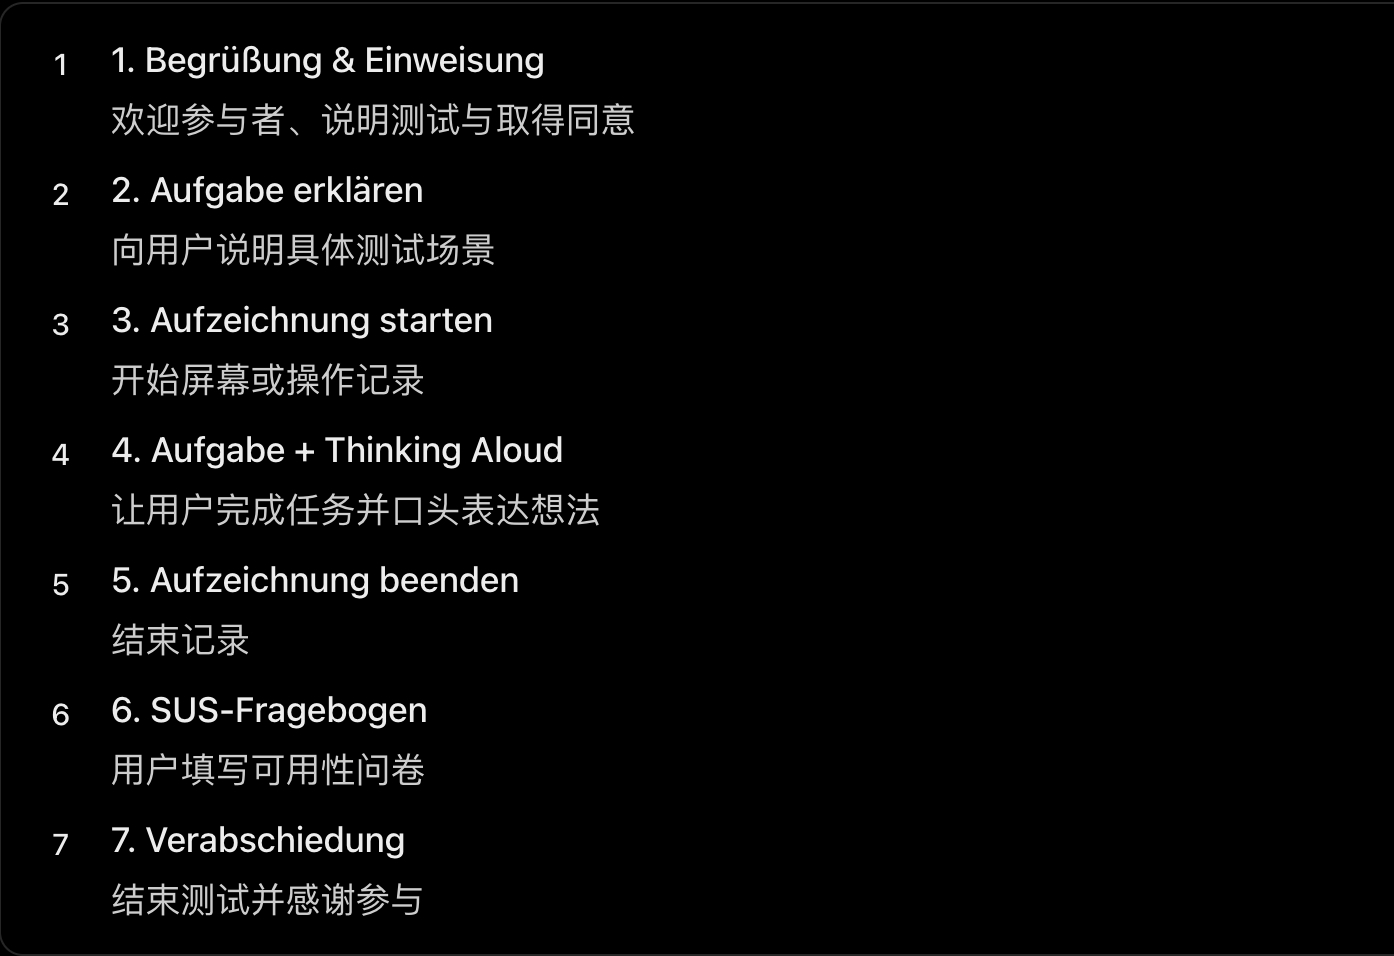 1 1. Begrüßung & Einweisung
欢迎参与者、说明测试与取得同意
2 2. Aufgabe erklären
向用户说明具体测试场景
3 3. Aufzeichnung starten
开始屏幕或操作记录
4 4. Aufgabe + Thinking Aloud
让用户完成任务并口头表达想法
5 5. Aufzeichnung beenden
结束记录
6 6. SUS-Fragebogen
用户填写可用性问卷
7 7. Verabschiedung
结束测试并感谢参与